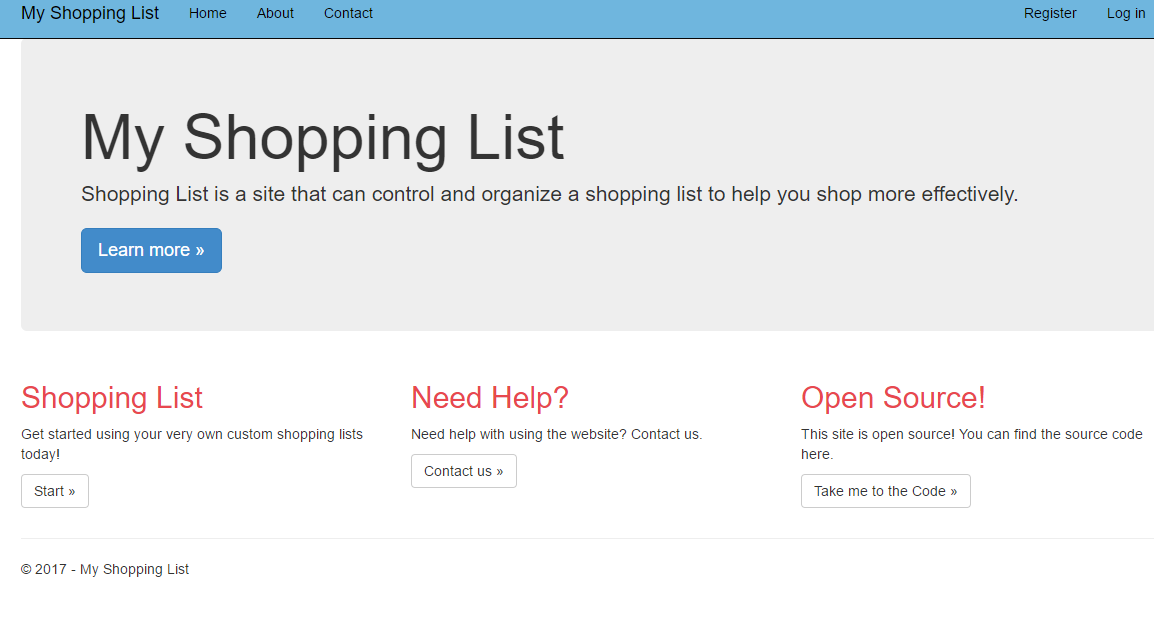 My Shopping List Home About Contact Register Log in
My Shopping List
Shopping List is a site that can control and organize a shopping list to help you shop more effectively.
Learn more »
Shopping List
Get started using your very own custom shopping lists
today!
Start »
Need Help?
Need help with using the website? Contact us.
Contact us »
Open Source!
This site is open source! You can find the source code
here.
Take me to the Code »
© 2017 - My Shopping List